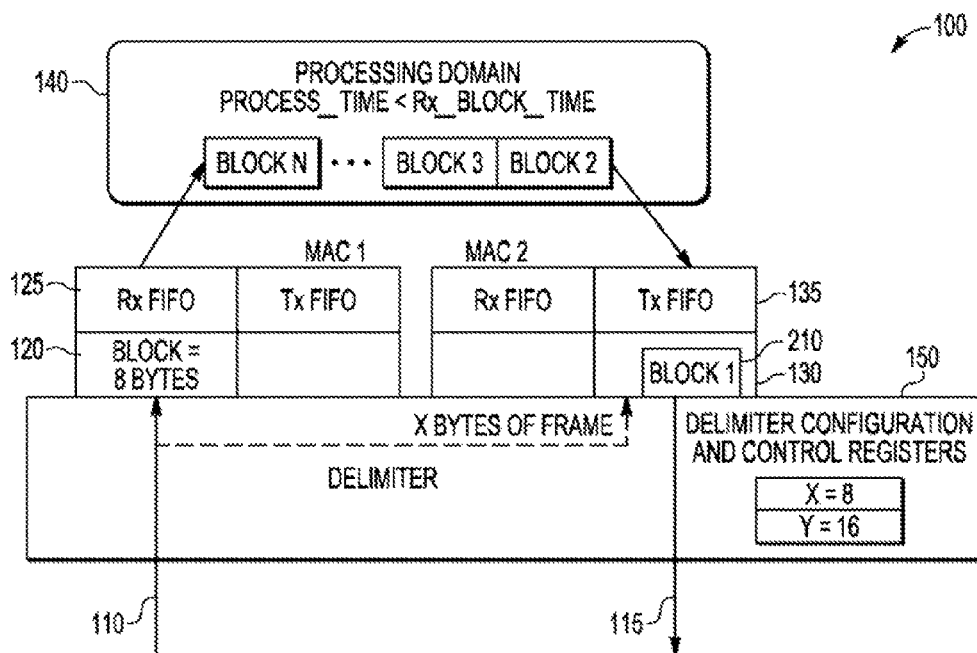 100
140
PROCESSING DOMAIN
PROCESS_TIME < Rx_BLOCK_TIME
BLOCK N ••• BLOCK 3 BLOCK 2
MAC 1 MAC 2
125 Rx FIFO Tx FIFO Rx FIFO Tx FIFO 135
120 BLOCK =
8 BYTES
BLOCK 1 210
130
150
X BYTES OF FRAME
DELIMITER
DELIMITER CONFIGURATION
AND CONTROL REGISTERS
X = 8
Y = 16
110 115